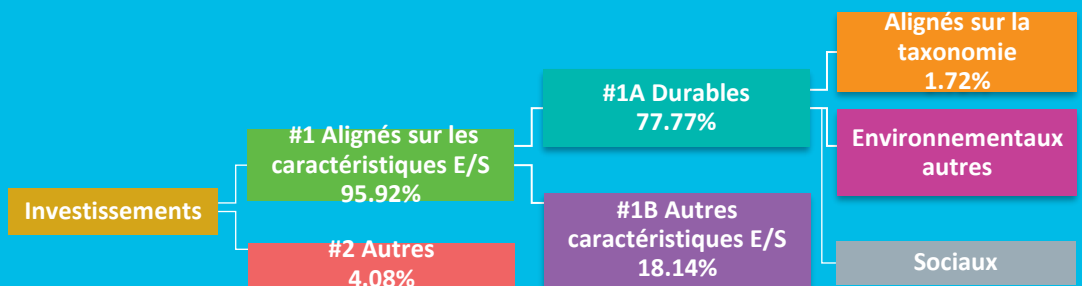 Investissements
#1 Alignés sur les
caractéristiques E/S
95.92%
#2 Autres
4.08%
#1A Durables
77.77%
#1B Autres
caractéristiques E/S
18.14%
Alignés sur la
taxonomie
1.72%
Environnementaux
autres
Sociaux